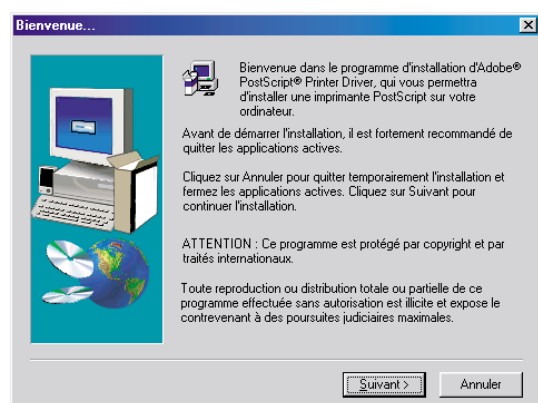 Bienvenue...
Bienvenue dans le programme d'installation d'Adobe®
PostScript® Printer Driver, qui vous permettra
d'installer une imprimante PostScript sur votre
ordinateur.
Avant de démarrer l'installation, il est fortement recommandé de
quitter les applications actives.
Cliquez sur Annuler pour quitter temporairement l'installation et
fermez les applications actives. Cliquez sur Suivant pour
continuer l'installation.
ATTENTION : Ce programme est protégé par copyright et par
traités internationaux.
Toute reproduction ou distribution totale ou partielle de ce
programme effectuée sans autorisation est illicite et expose le
contrevenant à des poursuites judiciaires maximales.
Suivant >
Annuler